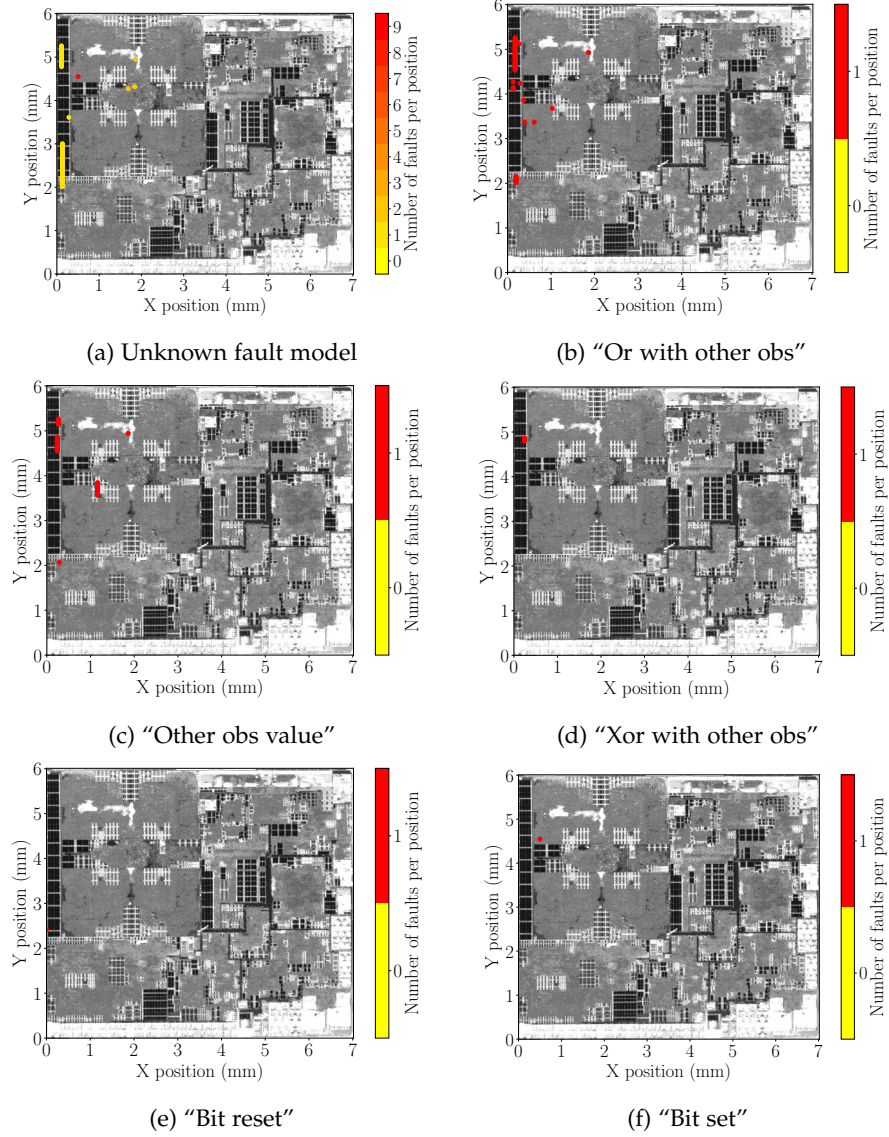 6
5
4
3
2
1
0
Y position (mm)
0 1 2 3 4 5 6 7
X position (mm)
9
8
7
6
5
4
3
2
1
0
Number of faults per position
(a) Unknown fault model
6
5
4
3
2
1
0
Y position (mm)
0 1 2 3 4 5 6 7
X position (mm)
1
0
Number of faults per position
(b) “Or with other obs”
6
5
4
3
2
1
0
Y position (mm)
0 1 2 3 4 5 6 7
X position (mm)
1
0
Number of faults per position
(c) “Other obs value”
6
5
4
3
2
1
0
Y position (mm)
0 1 2 3 4 5 6 7
X position (mm)
1
0
Number of faults per position
(d) “Xor with other obs”
6
5
4
3
2
1
0
Y position (mm)
0 1 2 3 4 5 6 7
X position (mm)
1
0
Number of faults per position
(e) “Bit reset”
6
5
4
3
2
1
0
Y position (mm)
0 1 2 3 4 5 6 7
X position (mm)
1
0
Number of faults per position
(f) “Bit set”